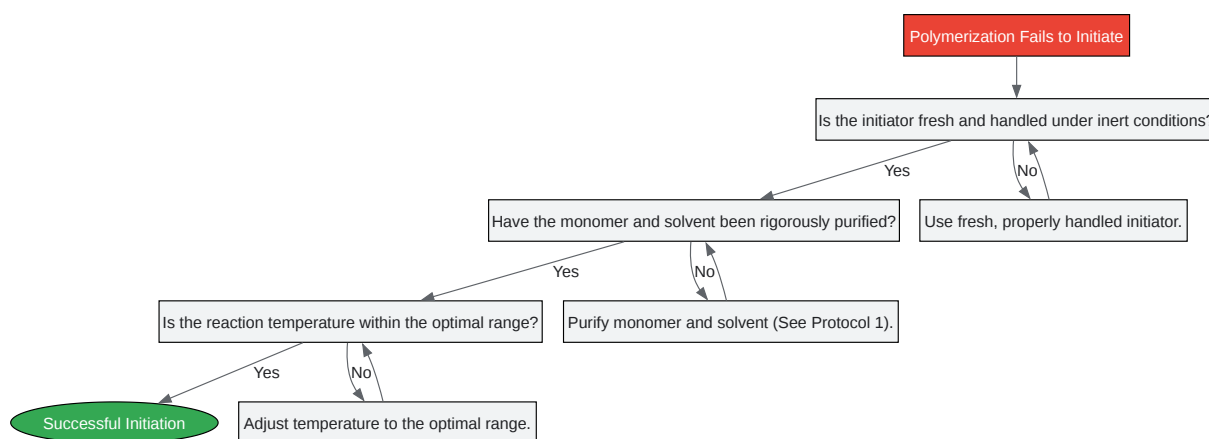 Polymerization Fails to Initiate
Is the initiator fresh and handled under inert conditions?
Yes
No
Have the monomer and solvent been rigorously purified?
Use fresh, properly handled initiator.
Yes
No
Is the reaction temperature within the optimal range?
Purify monomer and solvent (See Protocol 1).
Yes
No
Successful Initiation
Adjust temperature to the optimal range.